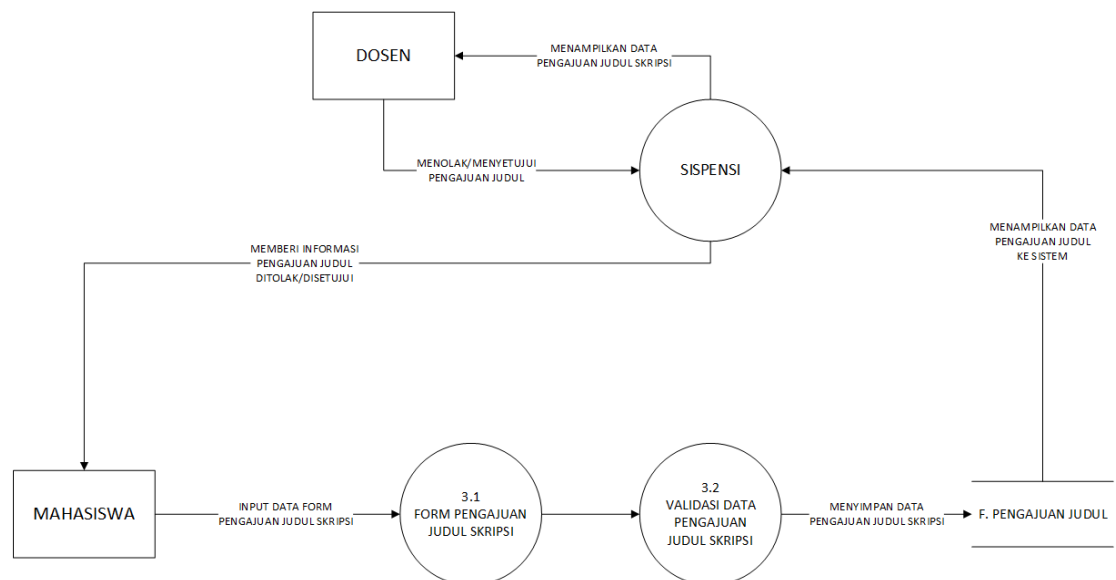 DOSEN
MENAMPILKAN DATA
PENGAJUAN JUDUL SKRIPSI
MENOLAK/MENYETUJUI
PENGAJUAN JUDUL
SISPENSI
MEMBERI INFORMASI
PENGAJUAN JUDUL
DITOLAK/DISETUJUI
MENAMPILKAN DATA
PENGAJUAN JUDUL
KE SISTEM
MAHASISWA
INPUT DATA FORM
PENGAJUAN JUDUL SKRIPSI
3.1
FORM PENGAJUAN
JUDUL SKRIPSI
3.2
VALIDASI DATA
PENGAJUAN
JUDUL SKRIPSI
MENYIMPAN DATA
PENGAJUAN JUDUL SKRIPSI
F. PENGAJUAN JUDUL